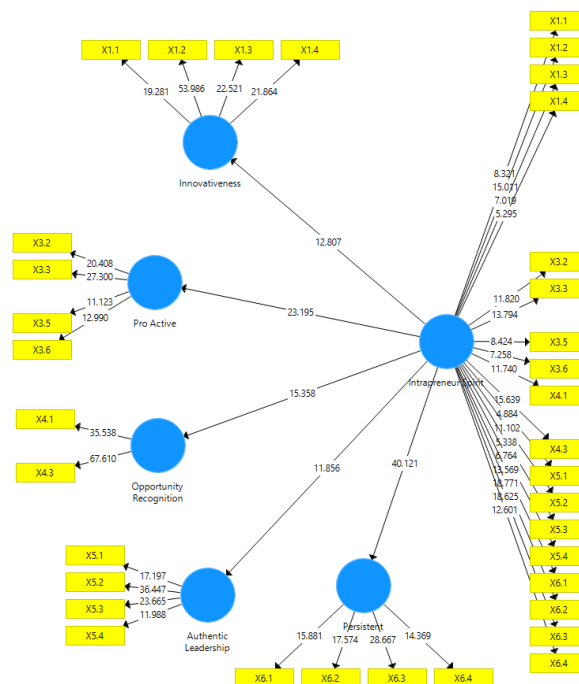 X1.1 X1.2 X1.3 X1.4
19.281 53.986 22.521 21.864
Innovativeness
X3.2
X3.3
X3.5
X3.6
20.408
27.300
11.123
12.990
Pro Active
X4.1
X4.3
35.538
67.610
Opportunity
Recognition
X5.1
X5.2
X5.3
X5.4
17.197
36.447
23.665
11.988
Authentic
Leadership
Persistent
15.881 17.574 28.667 14.369
X6.1 X6.2 X6.3 X6.4
12.807
23.195
15.358
11.856
40.121
Intrapreneur Spirit
8.321
15.011
7.019
5.295
11.820
13.794
8.424
7.258
11.740
15.639
4.884
11.102
5.338
6.764
13.569
18.771
18.625
12.601
X1.1
X1.2
X1.3
X1.4
X3.2
X3.3
X3.5
X3.6
X4.1
X4.3
X5.1
X5.2
X5.3
X5.4
X6.1
X6.2
X6.3
X6.4